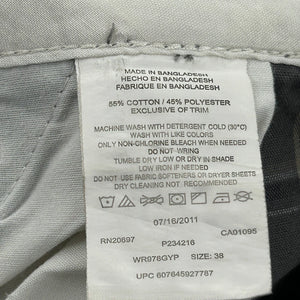 MADE IN BANGLADESH
HECHO EN BANGLADESH
FABRIQUE EN BANGLADESH
55% COTTON / 45% POLYESTER
EXCLUSIVE OF TRIM
MACHINE WASH WITH DETERGENT COLD (30°C)
WASH WITH LIKE COLORS
ONLY NON-CHLORINE BLEACH WHEN NEEDED
DO NOT WRING
TUMBLE DRY LOW OR DRY IN SHADE
LOW IRON IF NEEDED
DO NOT USE FABRIC SOFTENERS OR DRYER SHEETS
DRY CLEANING NOT RECOMMENDED
07/16/2011
RN20697 P234216 CA01095
WR978GYP SIZE: 38
UPC 607645927787